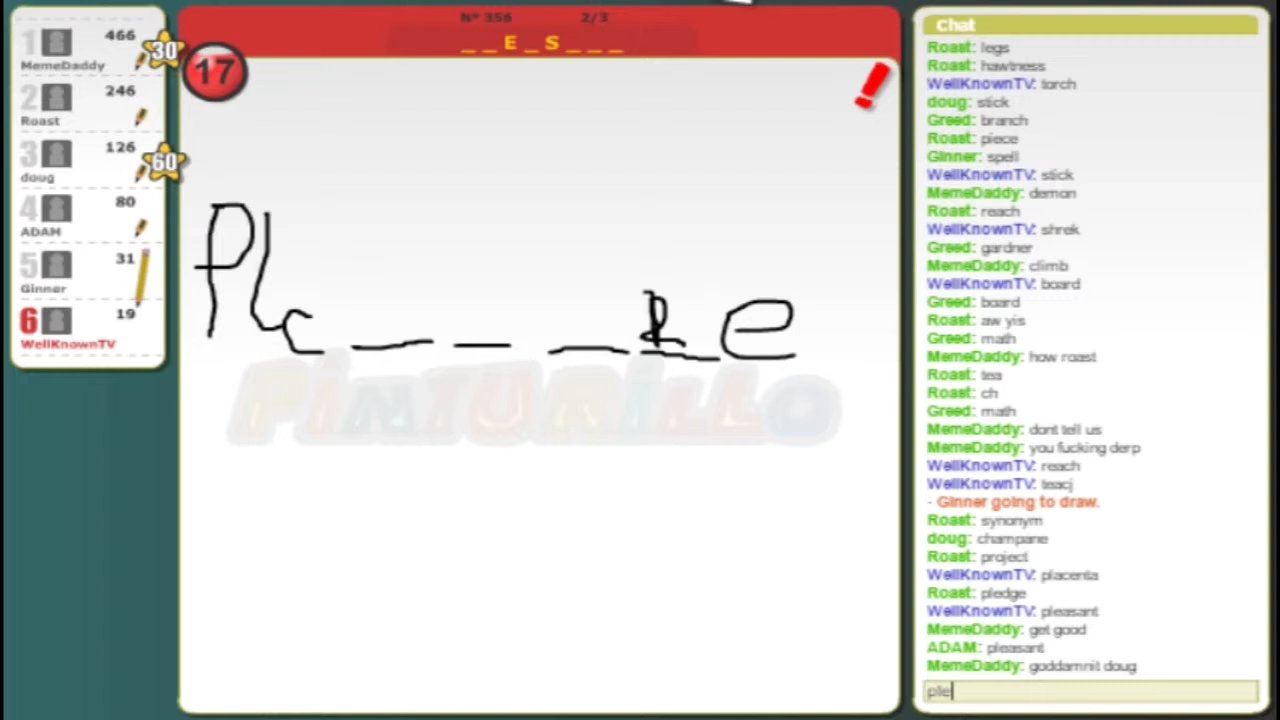 Nº 356 2/3
_ _ E _ S _ _ _
17
1 466 30
MemeDaddy
2 246
Roast
3 126 60
doug
4 80
ADAM
5 31
Ginner
6 19
WellKnownTV
Plc _ _ _ _ e
Chat
Roast: legs
Roast: hawtness
WellKnownTV: torch
doug: stick
Greed: branch
Roast: piece
Ginner: spell
WellKnownTV: stick
MemeDaddy: demon
Roast: reach
WellKnownTV: shrek
Greed: gardner
MemeDaddy: climb
WellKnownTV: board
Greed: board
Roast: aw yis
Greed: math
MemeDaddy: how roast
Roast: tea
Roast: ch
Greed: math
MemeDaddy: dont tell us
MemeDaddy: you fucking derp
WellKnownTV: reach
WellKnownTV: teacj
- Ginner going to draw.
Roast: synonym
doug: champane
Roast: project
WellKnownTV: placenta
Roast: pledge
WellKnownTV: pleasant
MemeDaddy: get good
ADAM: pleasant
MemeDaddy: goddamnit doug
ple